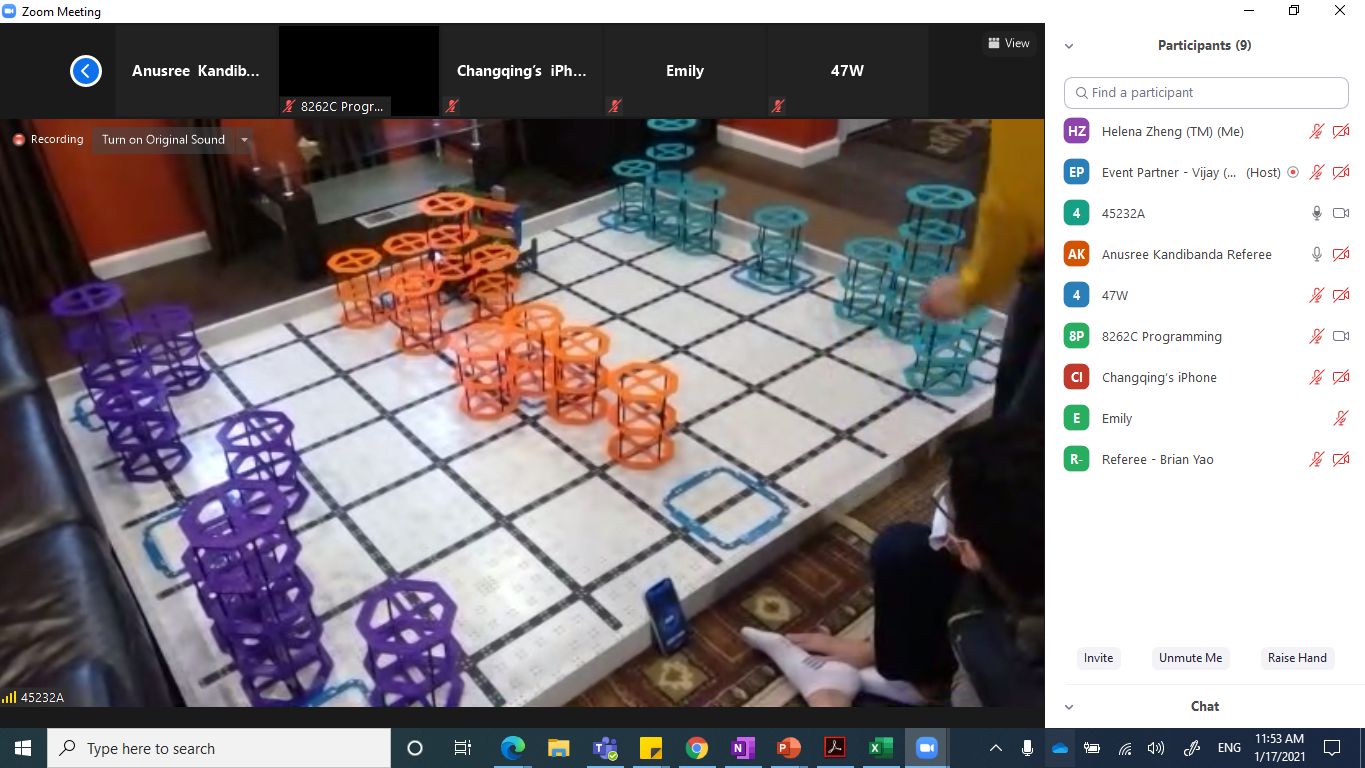 Zoom Meeting
Anusree Kandib...
8262C Progr...
Changqing's iPh...
Emily
47W
View
Recording
Turn on Original Sound
45232A
Participants (9)
Find a participant
HZ Helena Zheng (TM) (Me)
EP Event Partner - Vijay (... (Host)
4 45232A
AK Anusree Kandibanda Referee
4 47W
8P 8262C Programming
CI Changqing's iPhone
E Emily
R- Referee - Brian Yao
Invite Unmute Me Raise Hand
Chat
Type here to search
ENG
11:53 AM
1/17/2021